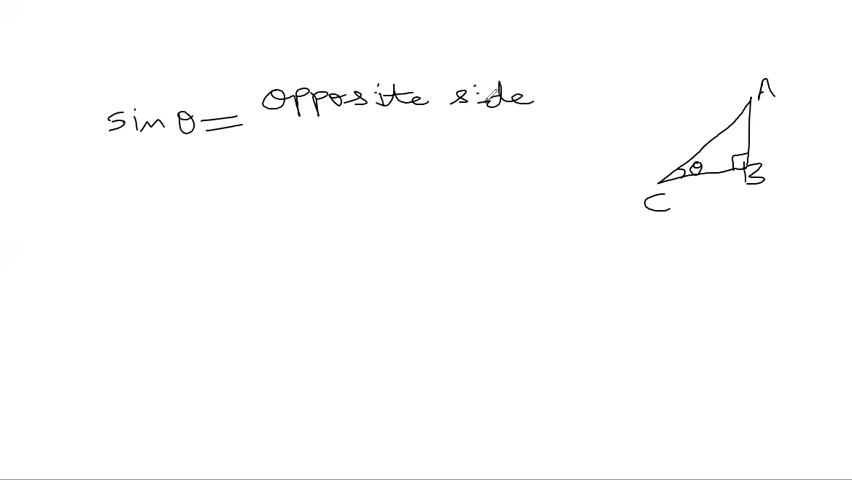 sin θ = opposite side
A
θ
B
C